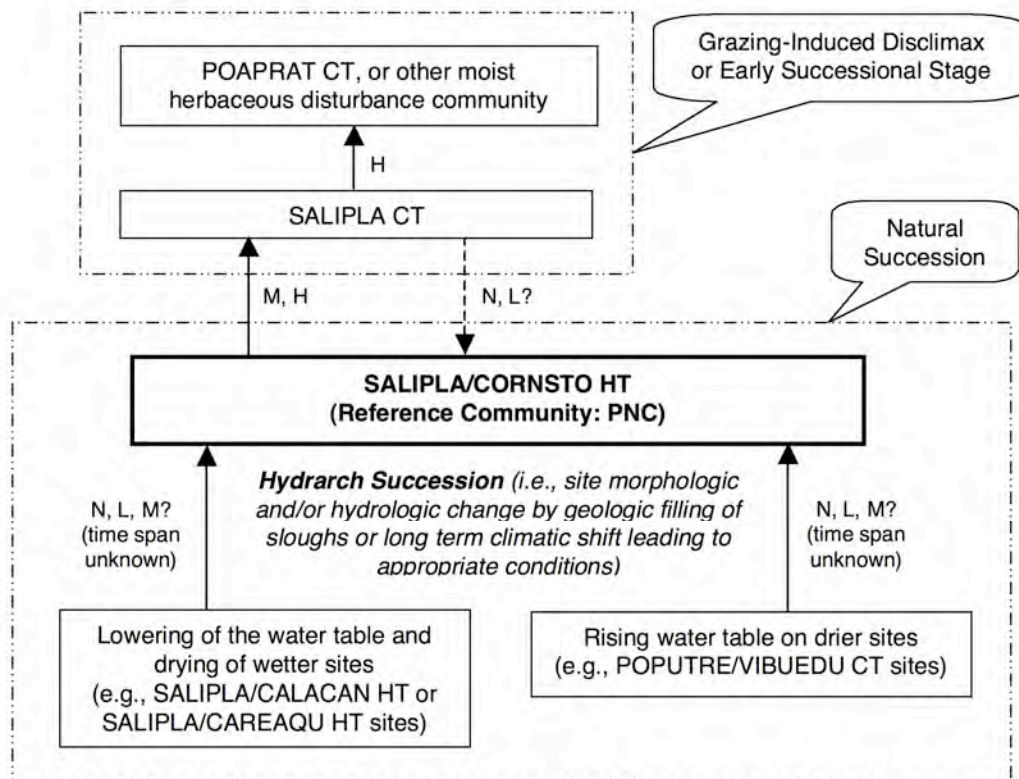 Grazing-Induced Disclimax
or Early Successional Stage
POAPRAT CT, or other moist
herbaceous disturbance community
H
SALIPLA CT
Natural
Succession
M, H
N, L?
SALIPLA/CORNSTO HT
(Reference Community: PNC)
Hydrarch Succession (i.e., site morphologic
and/or hydrologic change by geologic filling of
sloughs or long term climatic shift leading to
appropriate conditions)
N, L, M?
(time span
unknown)
N, L, M?
(time span
unknown)
Lowering of the water table and
drying of wetter sites
(e.g., SALIPLA/CALACAN HT or
SALIPLA/CAREAQU HT sites)
Rising water table on drier sites
(e.g., POPUTRE/VIBUEDU CT sites)